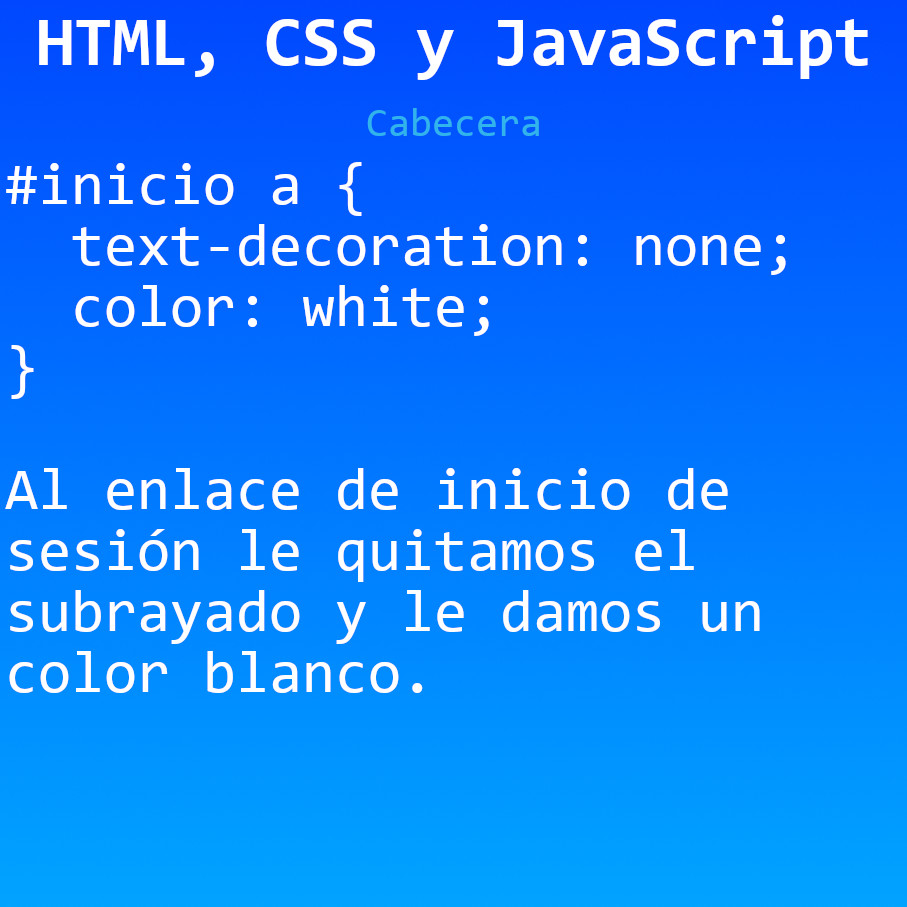 HTML, CSS y JavaScript
Cabecera
#inicio a {
  text-decoration: none;
  color: white;
}
Al enlace de inicio de
sesión le quitamos el
subrayado y le damos un
color blanco.